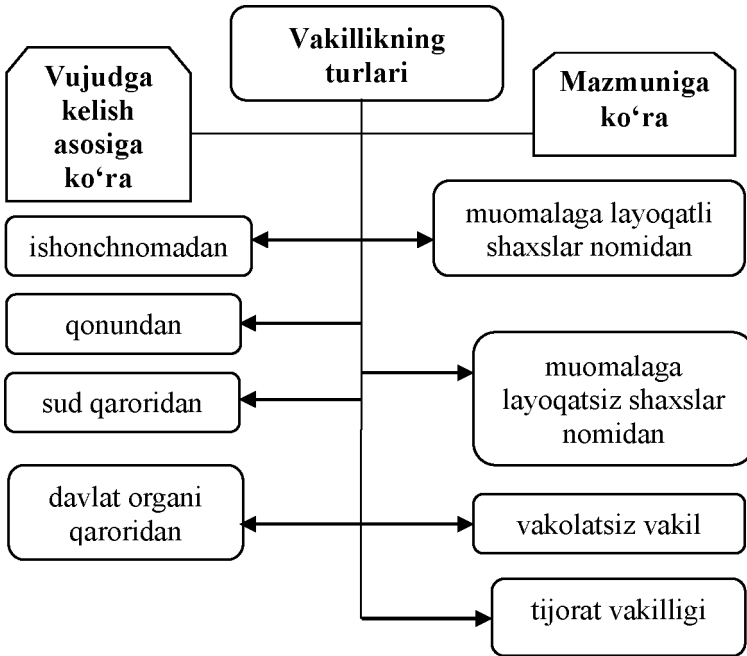 Vakillikning
turlari
Vujudga
kelish
asosiga
ko‘ra
Mazmuniga
ko‘ra
ishonchnomadan
muomalaga layoqatli
shaxslar nomidan
qonundan
sud qaroridan
muomalaga
layoqatsiz shaxslar
nomidan
davlat organi
qaroridan
vakolatsiz vakil
tijorat vakilligi